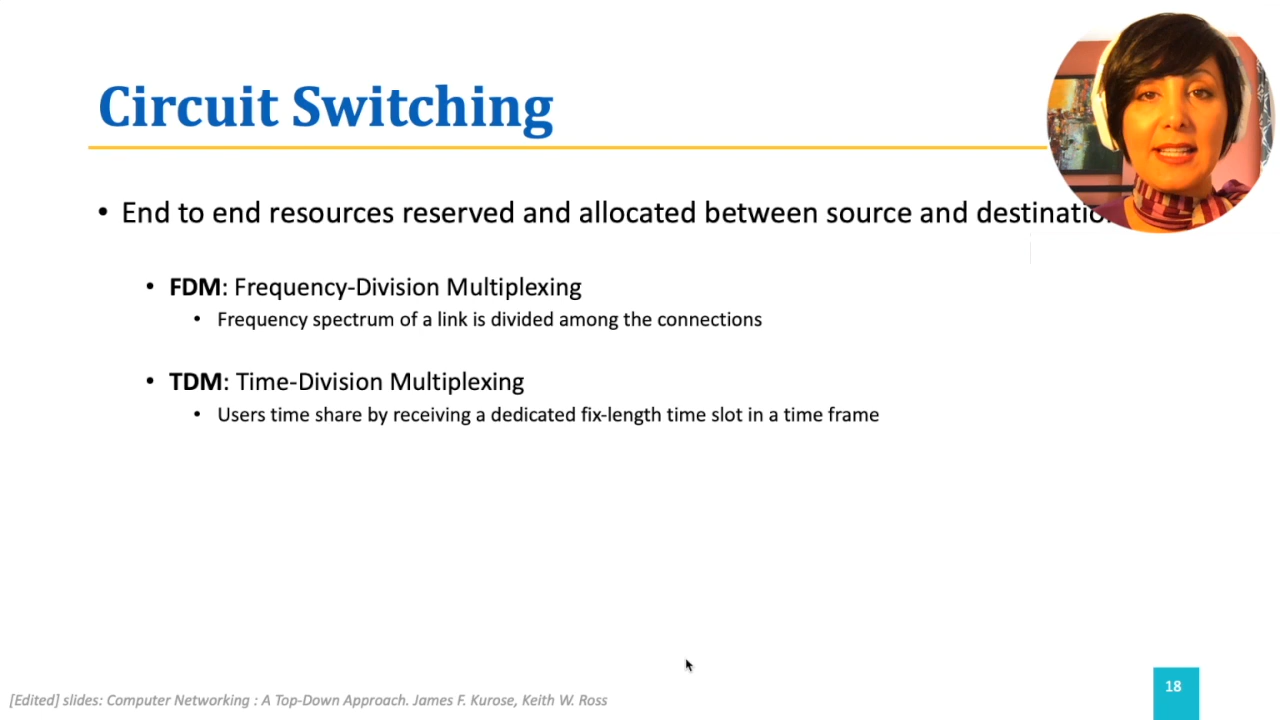 Circuit Switching
• End to end resources reserved and allocated between source and destination
• FDM: Frequency-Division Multiplexing
• Frequency spectrum of a link is divided among the connections
• TDM: Time-Division Multiplexing
• Users time share by receiving a dedicated fix-length time slot in a time frame
[Edited] slides: Computer Networking : A Top-Down Approach. James F. Kurose, Keith W. Ross
18